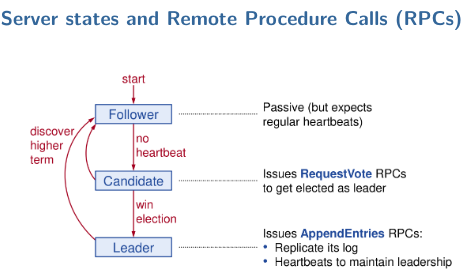 Server states and Remote Procedure Calls (RPCs)
start
Follower
Passive (but expects
regular heartbeats)
discover
higher
term
no
heartbeat
Candidate
Issues RequestVote RPCs
to get elected as leader
win
election
Leader
Issues AppendEntries RPCs:
• Replicate its log
• Heartbeats to maintain leadership